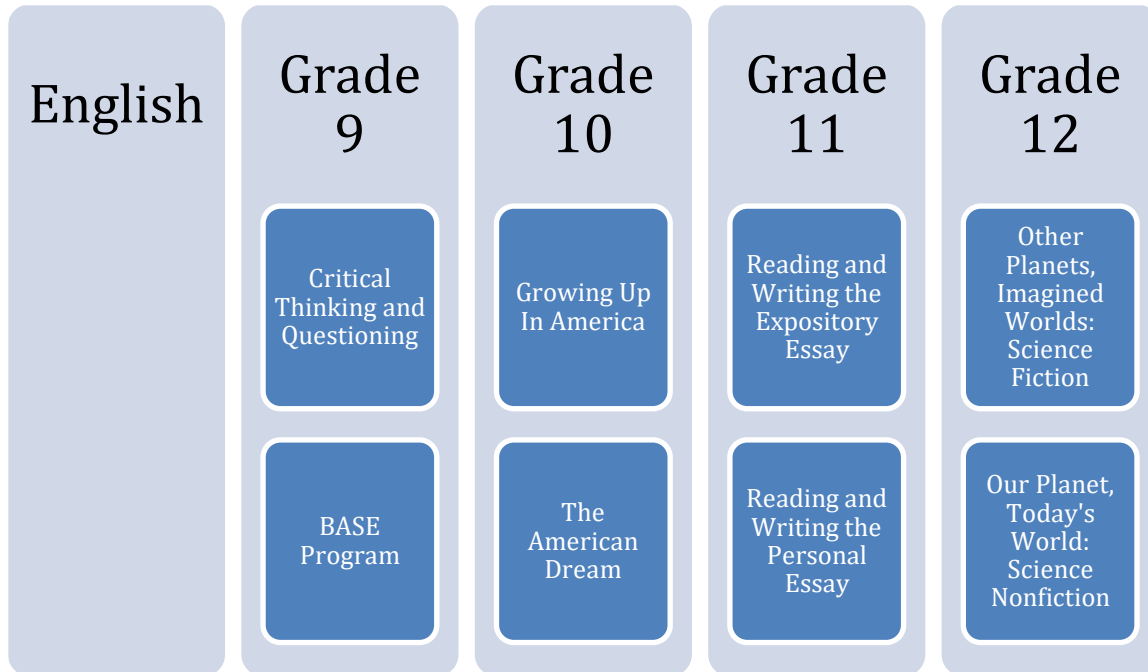 English
Grade
9
Critical
Thinking and
Questioning
BASE
Program
Grade
10
Growing Up
In America
The
American
Dream
Grade
11
Reading and
Writing the
Expository
Essay
Reading and
Writing the
Personal
Essay
Grade
12
Other
Planets,
Imagined
Worlds:
Science
Fiction
Our Planet,
Today's
World:
Science
Nonfiction